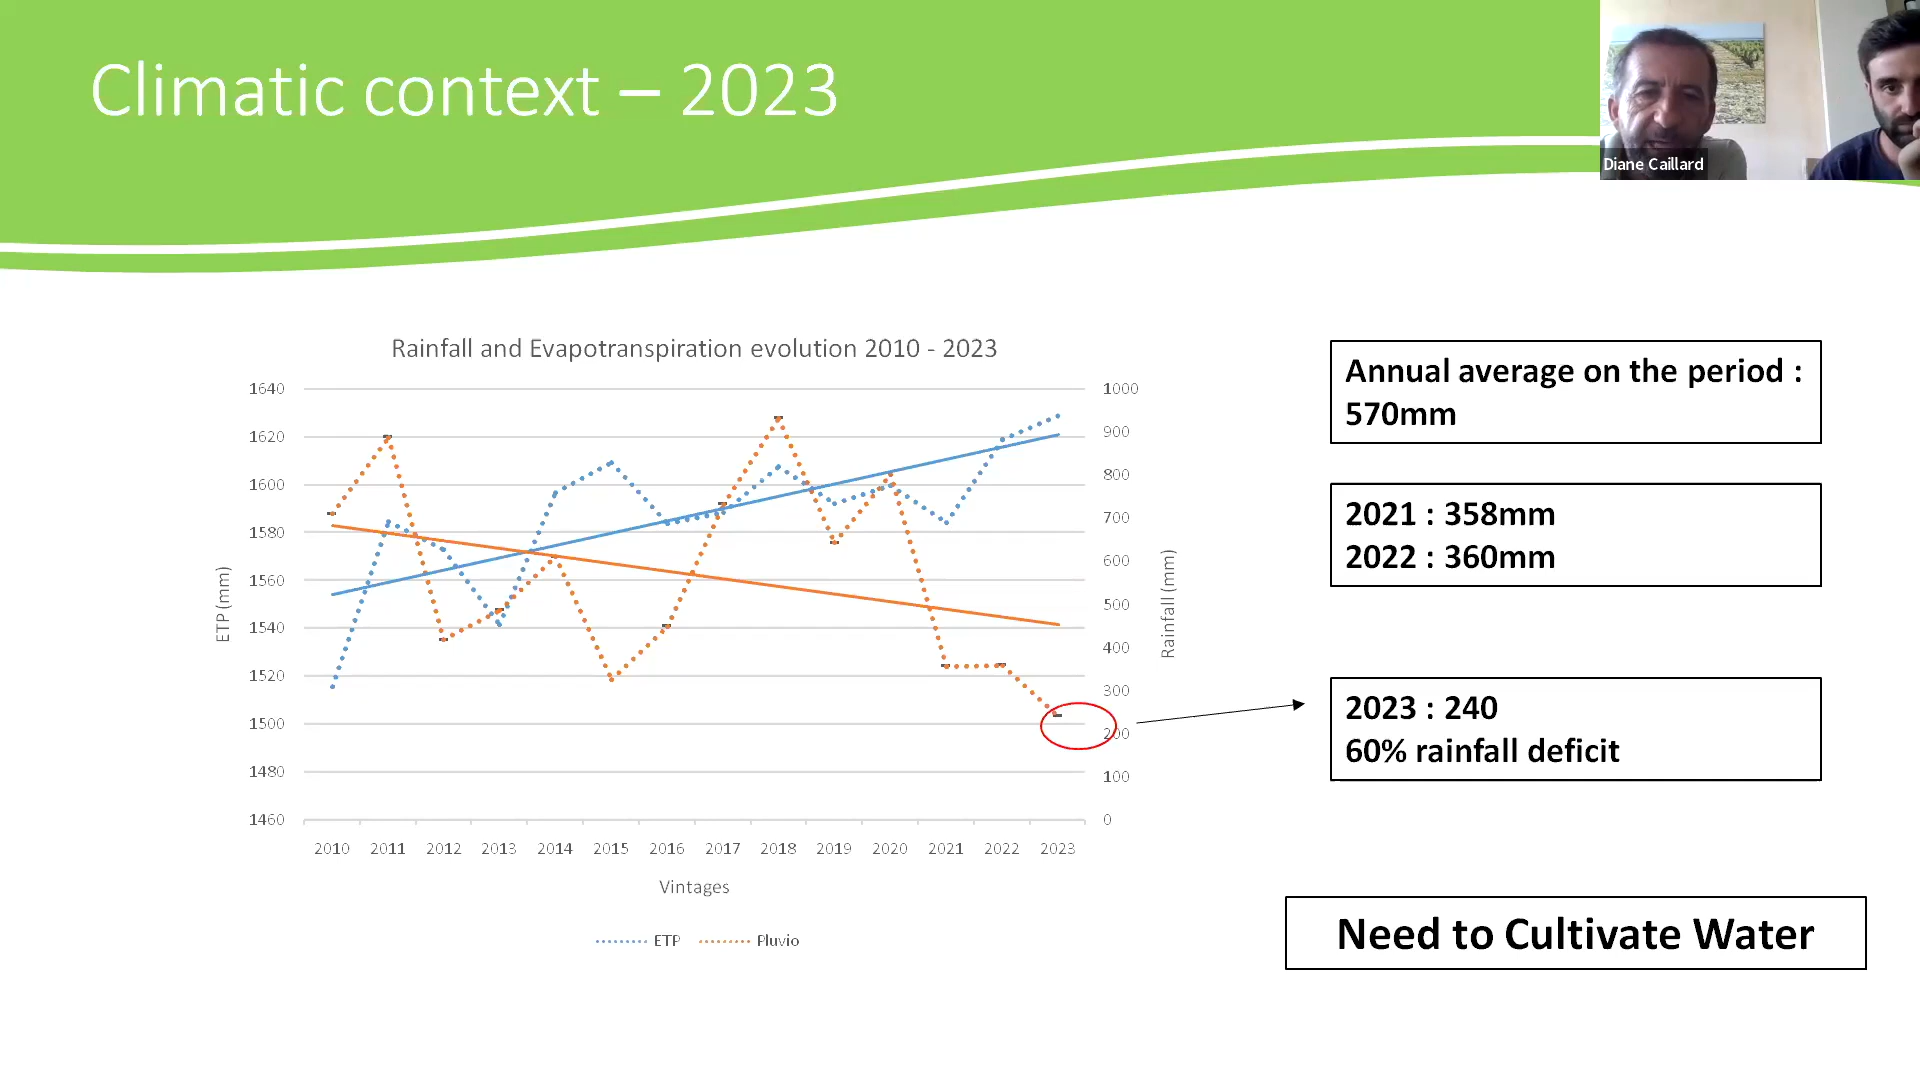 Climatic context – 2023
Diane Caillard
Rainfall and Evapotranspiration evolution 2010 - 2023
1640
1620
1600
1580
1560
1540
1520
1500
1480
1460
ETP (mm)
1000
900
800
700
600
500
400
300
200
100
0
Rainfall (mm)
2010 2011 2012 2013 2014 2015 2016 2017 2018 2019 2020 2021 2022 2023
Vintages
ETP Pluvio
Annual average on the period :
570mm
2021 : 358mm
2022 : 360mm
2023 : 240
60% rainfall deficit
Need to Cultivate Water